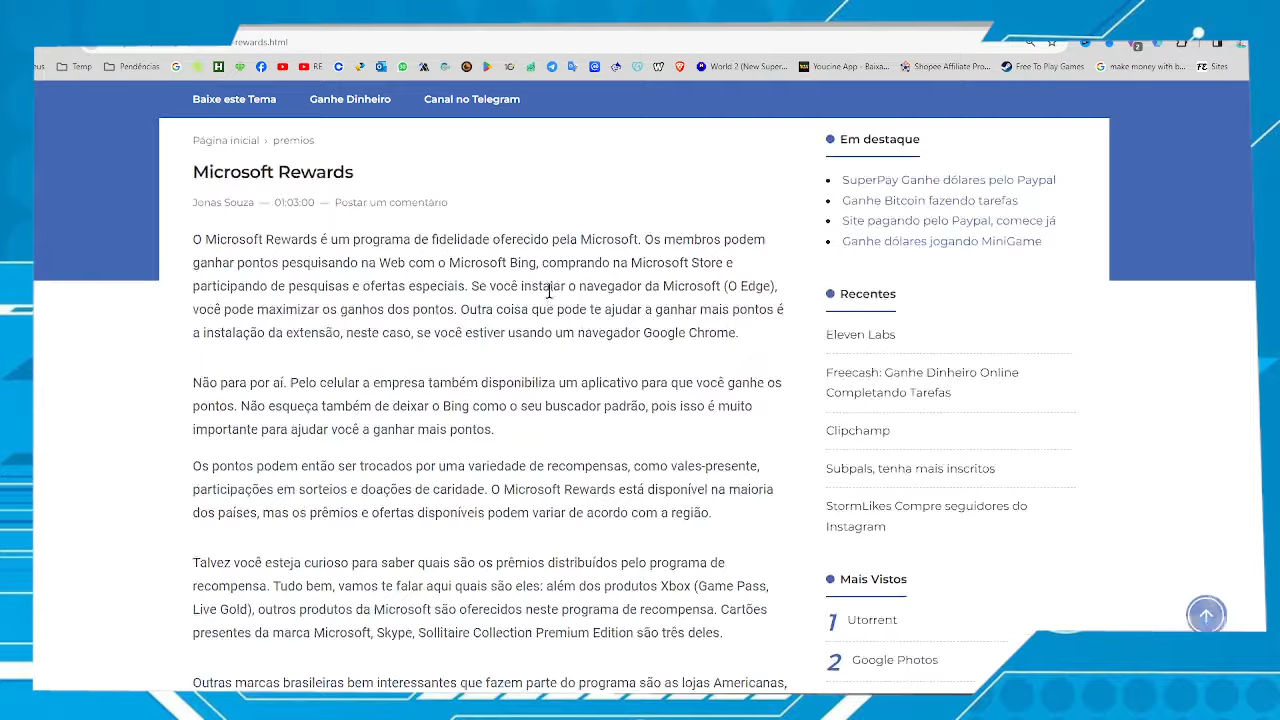 rewards.html
Temp
Pendências
RE
World 2 (New Super...
Youcine App - Baixa...
Shopee Affiliate Pro...
Free To Play Games
make money with b...
Sites
Baixe este Tema
Ganhe Dinheiro
Canal no Telegram
Página inicial › premios
Microsoft Rewards
Jonas Souza — 01:03:00 — Postar um comentário
O Microsoft Rewards é um programa de fidelidade oferecido pela Microsoft. Os membros podem
ganhar pontos pesquisando na Web com o Microsoft Bing, comprando na Microsoft Store e
participando de pesquisas e ofertas especiais. Se você instalar o navegador da Microsoft (O Edge),
você pode maximizar os ganhos dos pontos. Outra coisa que pode te ajudar a ganhar mais pontos é
a instalação da extensão, neste caso, se você estiver usando um navegador Google Chrome.
Não para por aí. Pelo celular a empresa também disponibiliza um aplicativo para que você ganhe os
pontos. Não esqueça também de deixar o Bing como o seu buscador padrão, pois isso é muito
importante para ajudar você a ganhar mais pontos.
Os pontos podem então ser trocados por uma variedade de recompensas, como vales-presente,
participações em sorteios e doações de caridade. O Microsoft Rewards está disponível na maioria
dos países, mas os prêmios e ofertas disponíveis podem variar de acordo com a região.
Talvez você esteja curioso para saber quais são os prêmios distribuídos pelo programa de
recompensa. Tudo bem, vamos te falar aqui quais são eles: além dos produtos Xbox (Game Pass,
Live Gold), outros produtos da Microsoft são oferecidos neste programa de recompensa. Cartões
presentes da marca Microsoft, Skype, Sollitaire Collection Premium Edition são três deles.
Outras marcas brasileiras bem interessantes que fazem parte do programa são as lojas Americanas,
Em destaque
SuperPay Ganhe dólares pelo Paypal
Ganhe Bitcoin fazendo tarefas
Site pagando pelo Paypal, comece já
Ganhe dólares jogando MiniGame
Recentes
Eleven Labs
Freecash: Ganhe Dinheiro Online
Completando Tarefas
Clipchamp
Subpals, tenha mais inscritos
StormLikes Compre seguidores do
Instagram
Mais Vistos
1 Utorrent
2 Google Photos